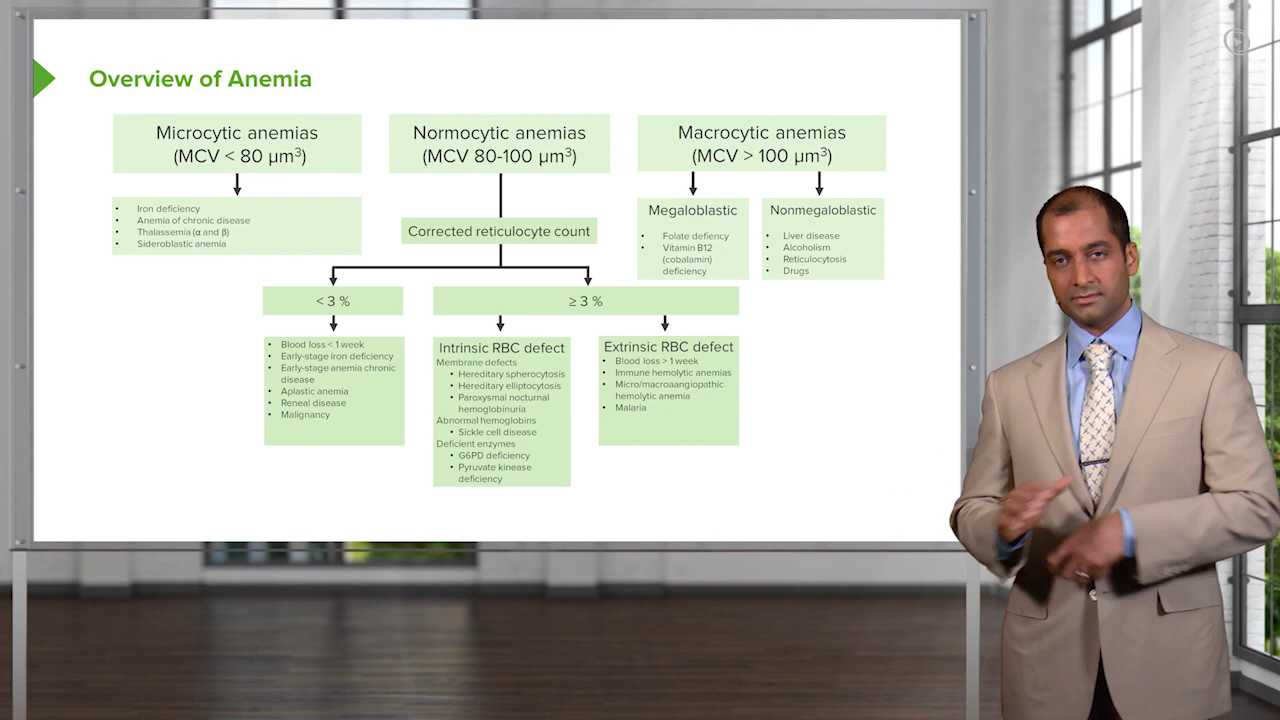 Overview of Anemia
Microcytic anemias
(MCV < 80 µm³)
Iron deficiency
Anemia of chronic disease
Thalassemia (α and β)
Sideroblastic anemia
Normocytic anemias
(MCV 80-100 µm³)
Corrected reticulocyte count
< 3 %
Blood loss < 1 week
Early-stage iron deficiency
Early-stage anemia chronic
disease
Aplastic anemia
Reneal disease
Malignancy
≥ 3 %
Intrinsic RBC defect
Membrane defects
Hereditary spherocytosis
Hereditary elliptocytosis
Paroxysmal nocturnal
hemoglobinuria
Abnormal hemoglobins
Sickle cell disease
Deficient enzymes
G6PD deficiency
Pyruvate kinease
deficiency
Extrinsic RBC defect
Blood loss > 1 week
Immune hemolytic anemias
Micro/macroaangiopathic
hemolytic anemia
Malaria
Macrocytic anemias
(MCV > 100 µm³)
Megaloblastic
Folate defiency
Vitamin B12
(cobalamin)
deficiency
Nonmegaloblastic
Liver disease
Alcoholism
Reticulocytosis
Drugs